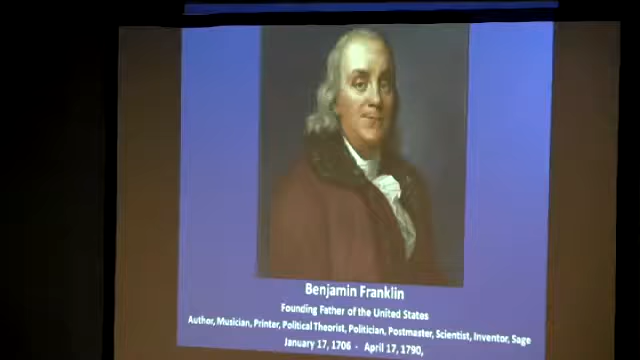 Benjamin Franklin
Founding Father of the United States
Author, Musician, Printer, Political Theorist, Politician, Postmaster, Scientist, Inventor, Sage
January 17, 1706 - April 17, 1790,